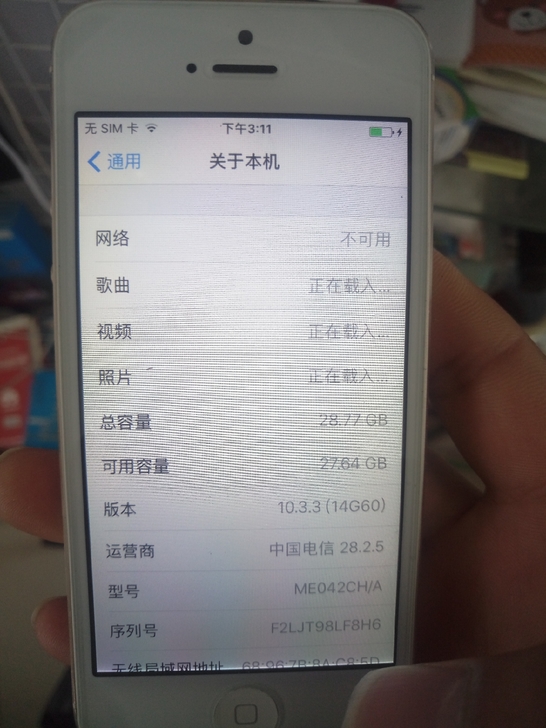 无 SIM 卡 下午3:11
通用 关于本机
网络 不可用
歌曲 正在载入...
视频 正在载入...
照片 正在载入...
总容量 28.77 GB
可用容量 27.64 GB
版本 10.3.3 (14G60)
运营商 中国电信 28.2.5
型号 ME042CH/A
序列号 F2LJT98LF8H6
无线局域网地址 68:96:7B:8A:C8:5D